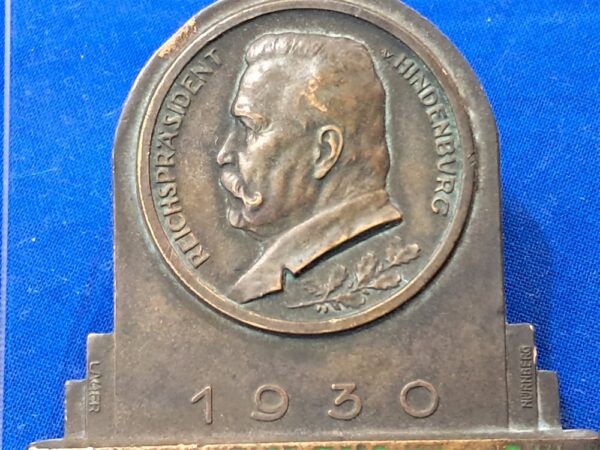 REICHSPRÄSIDENT
v. HINDENBURG
LAUER
1930
NÜRNBERG